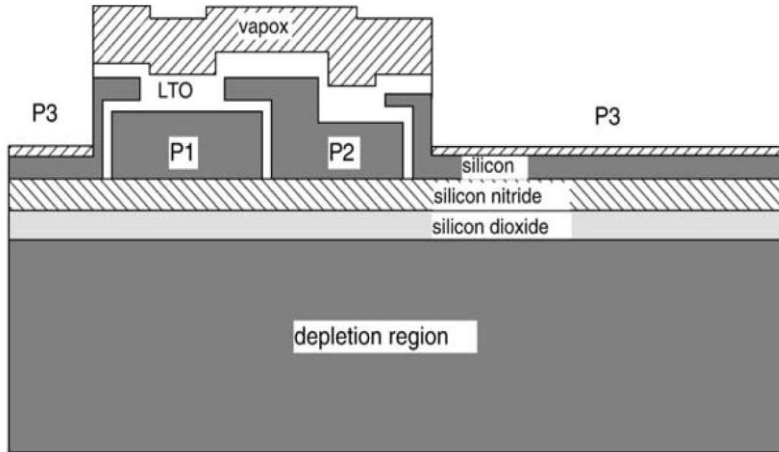 vapox
LTO
P3
P3
P1
P2
silicon
silicon nitride
silicon dioxide
depletion region